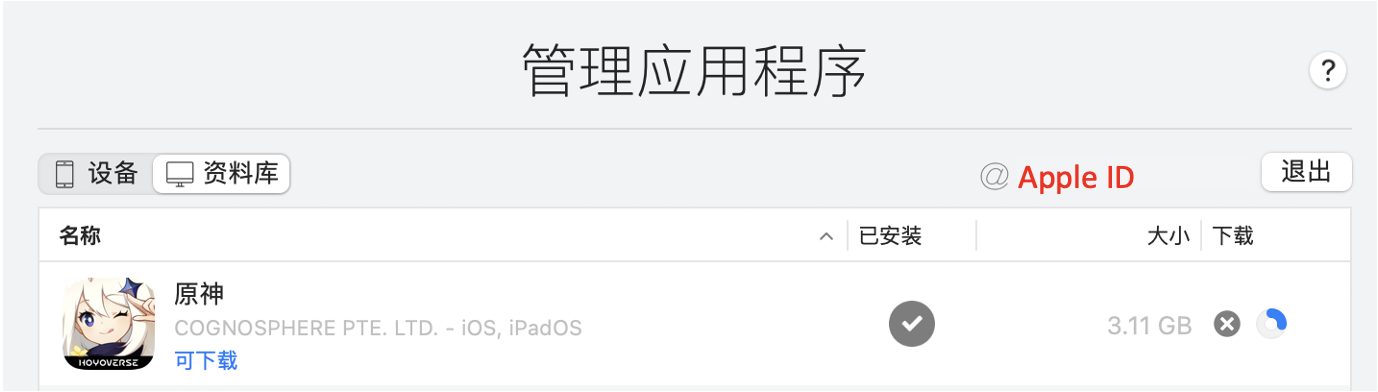 管理应用程序
?
设备 资料库 @ Apple ID 退出
名称 已安装 大小 下载
原神
COGNOSPHERE PTE. LTD. - iOS, iPadOS
HOYOVERSE 3.11 GB
可下载